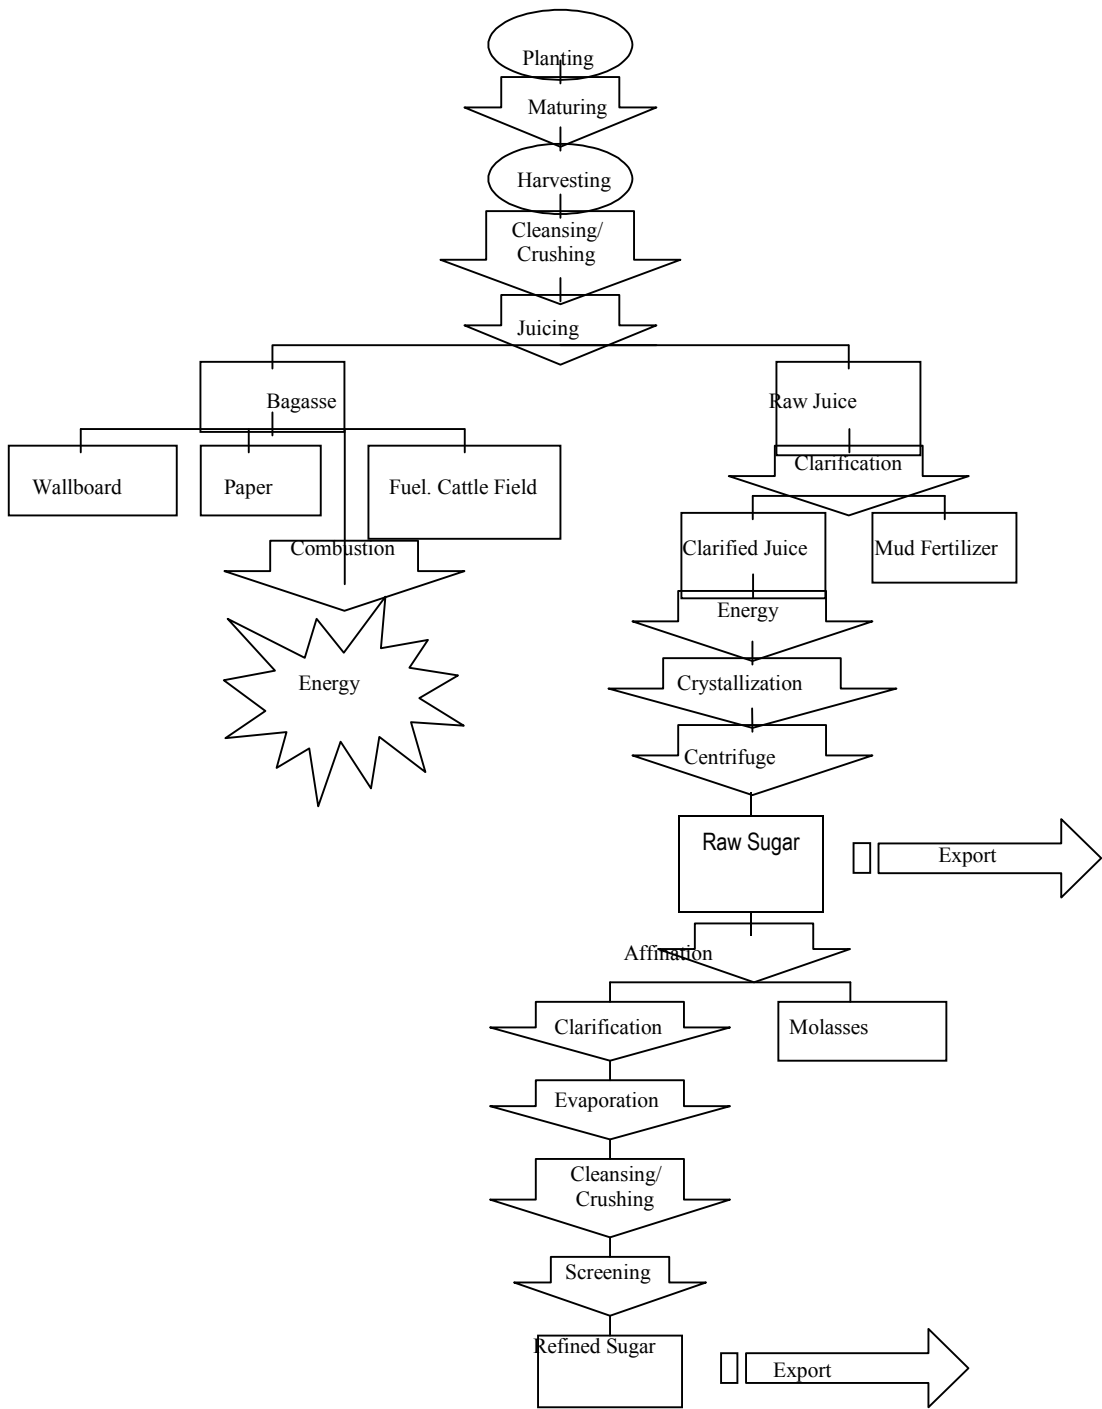 Planting
Maturing
Harvesting
Cleansing/
Crushing
Juicing
Bagasse
Raw Juice
Wallboard
Paper
Fuel. Cattle Field
Clarification
Combustion
Clarified Juice
Mud Fertilizer
Energy
Energy
Crystallization
Centrifuge
Raw Sugar
Export
Affination
Clarification
Molasses
Evaporation
Cleansing/
Crushing
Screening
Refined Sugar
Export